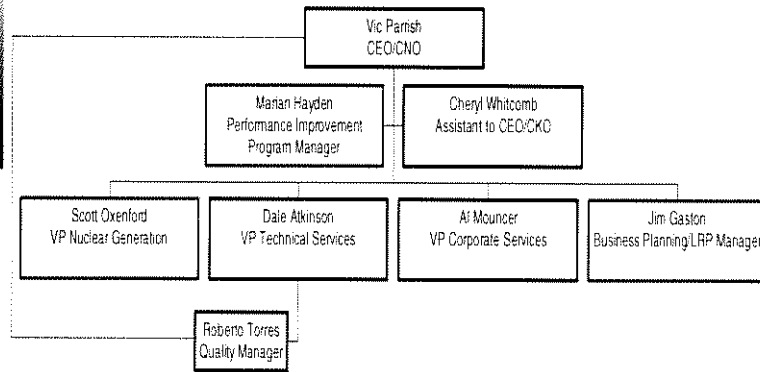 Vic Parrish
CEO/CNO
Marian Hayden
Performance Improvement
Program Manager
Cheryl Whitcomb
Assistant to CEO/CKO
Scott Oxenford
VP Nuclear Generation
Dale Atkinson
VP Technical Services
Al Mouncer
VP Corporate Services
Jim Gaston
Business Planning/LRP Manager
Roberto Torres
Quality Manager